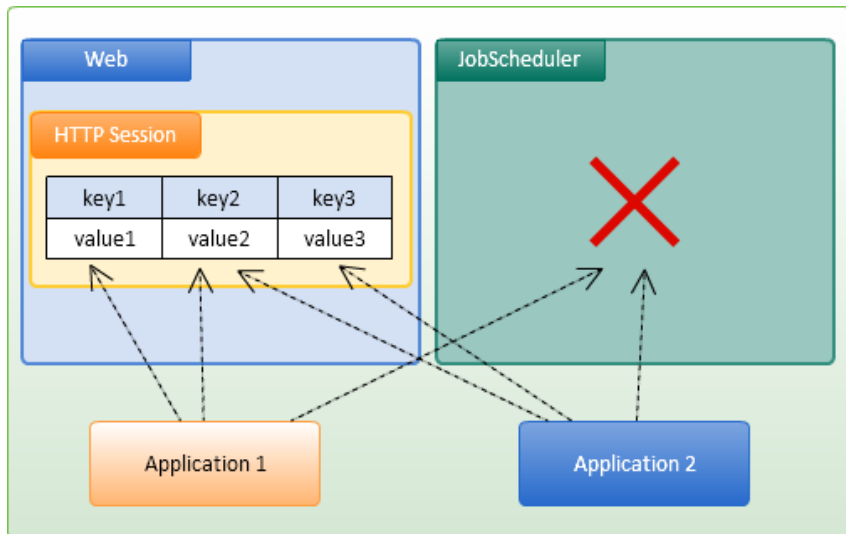 Web
JobScheduler
HTTP Session
key1 key2 key3
value1 value2 value3
Application 1
Application 2